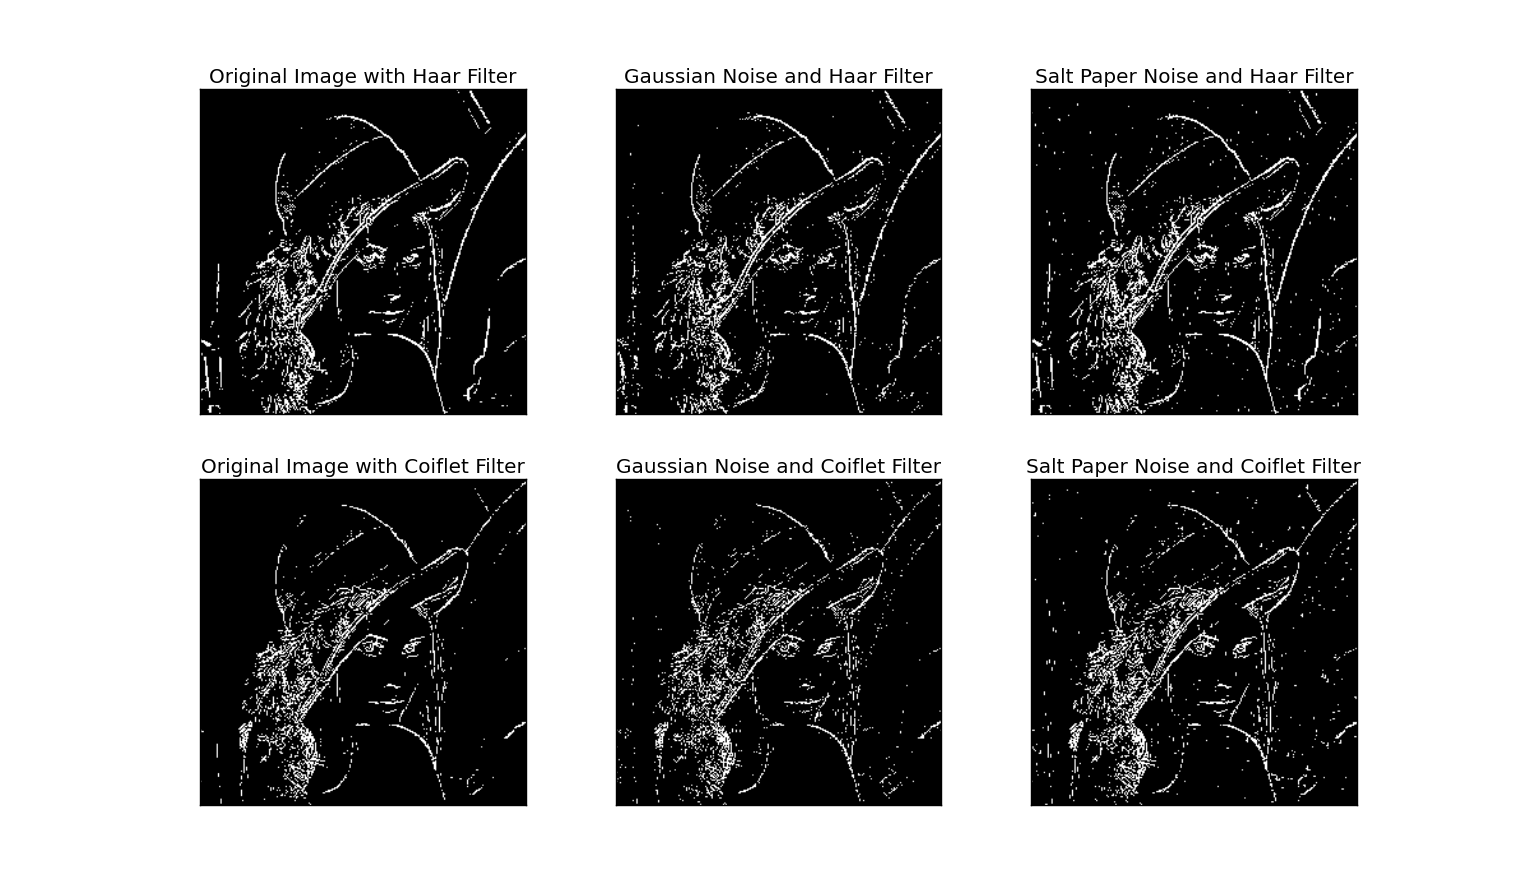 Original Image with Haar Filter
Gaussian Noise and Haar Filter
Salt Paper Noise and Haar Filter
Original Image with Coiflet Filter
Gaussian Noise and Coiflet Filter
Salt Paper Noise and Coiflet Filter